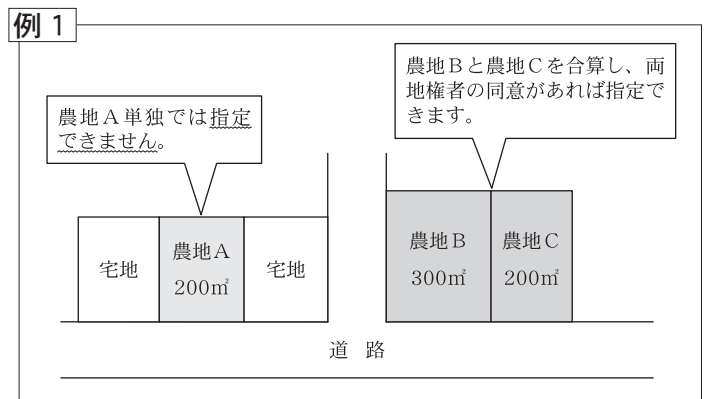 例 1
農地A単独では指定
できません。
農地Bと農地Cを合算し、両
地権者の同意があれば指定で
きます。
宅地
農地A
200㎡
宅地
農地B
300㎡
農地C
200㎡
道 路